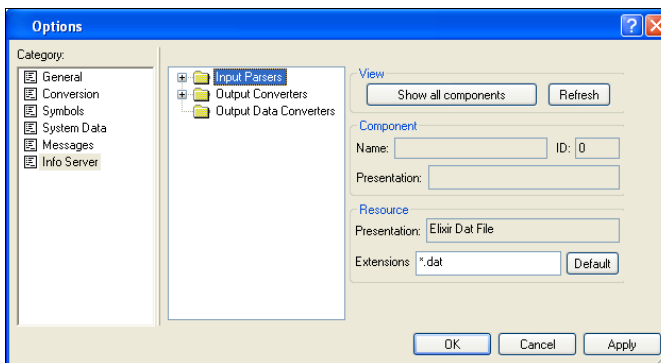 Options
Category:
General
Conversion
Symbols
System Data
Messages
Info Server
Input Parsers
Output Converters
Output Data Converters
View
Show all components
Refresh
Component
Name:
ID: 0
Presentation:
Resource
Presentation: Elixir Dat File
Extensions *.dat
Default
OK
Cancel
Apply